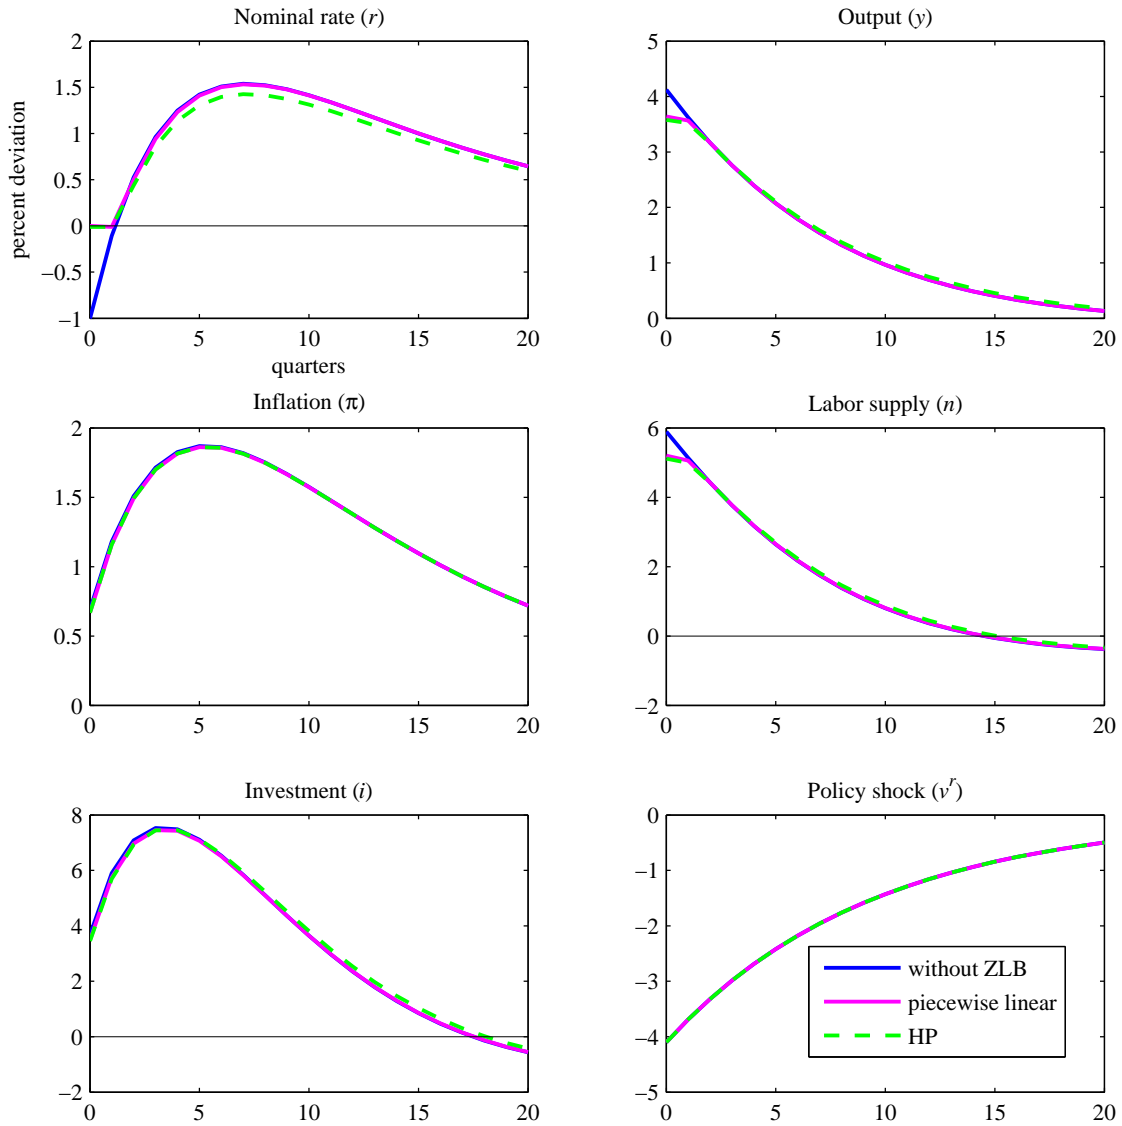 Nominal rate (r)
2
1.5
1
0.5
0
−0.5
−1
percent deviation
0 5 10 15 20
quarters
Output (y)
5
4
3
2
1
0
0 5 10 15 20
Inflation (π)
2
1.5
1
0.5
0
0 5 10 15 20
Labor supply (n)
6
4
2
0
−2
0 5 10 15 20
Investment (i)
8
6
4
2
0
−2
0 5 10 15 20
Policy shock (v^r)
0
−1
−2
−3
−4
−5
0 5 10 15 20
without ZLB
piecewise linear
HP